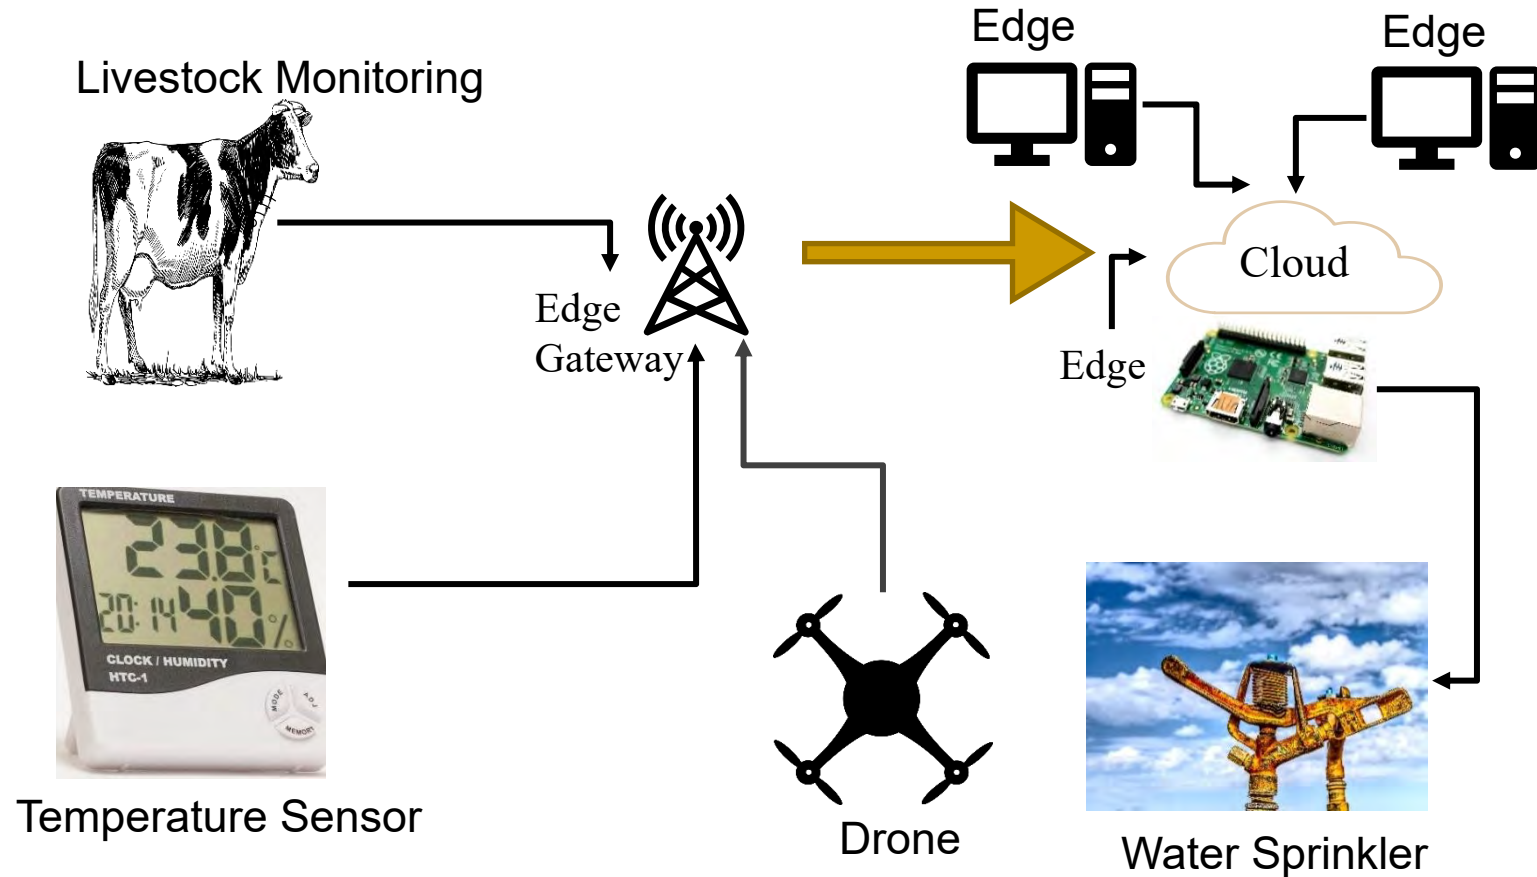 Edge
Edge
Livestock Monitoring
Cloud
Edge
Gateway
Edge
TEMPERATURE
23.8°C
20:14 40%
CLOCK / HUMIDITY
HTC-1
MODE
ADJ
MEMORY
Temperature Sensor
Drone
Water Sprinkler